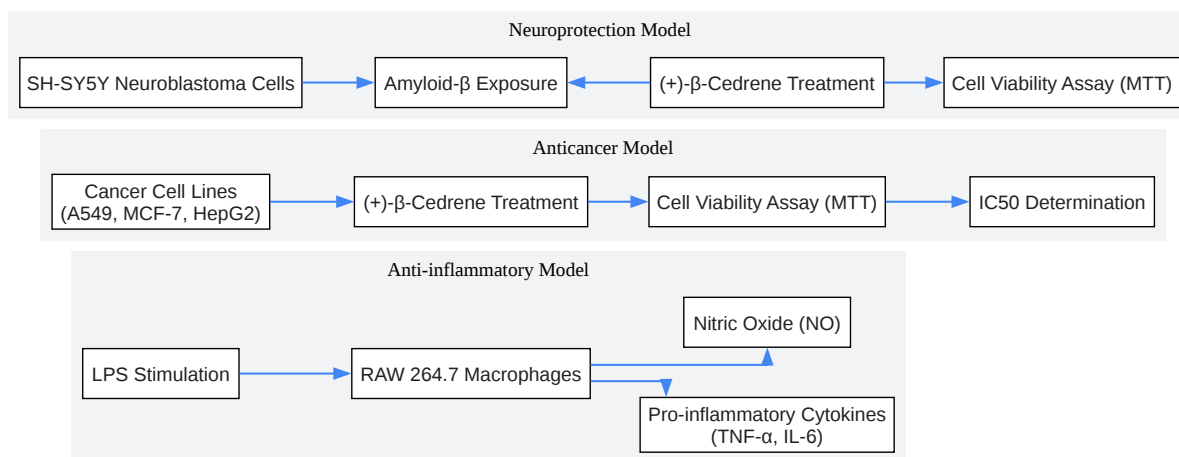 Neuroprotection Model
SH-SY5Y Neuroblastoma Cells
Amyloid-β Exposure
(+)-β-Cedrene Treatment
Cell Viability Assay (MTT)
Anticancer Model
Cancer Cell Lines
(A549, MCF-7, HepG2)
(+)-β-Cedrene Treatment
Cell Viability Assay (MTT)
IC50 Determination
Anti-inflammatory Model
LPS Stimulation
RAW 264.7 Macrophages
Nitric Oxide (NO)
Pro-inflammatory Cytokines
(TNF-α, IL-6)